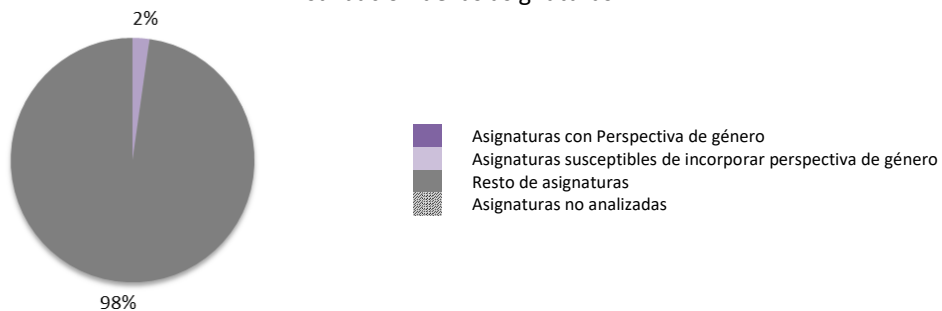 2%
Asignaturas con Perspectiva de género
Asignaturas susceptibles de incorporar perspectiva de género
Resto de asignaturas
Asignaturas no analizadas
98%